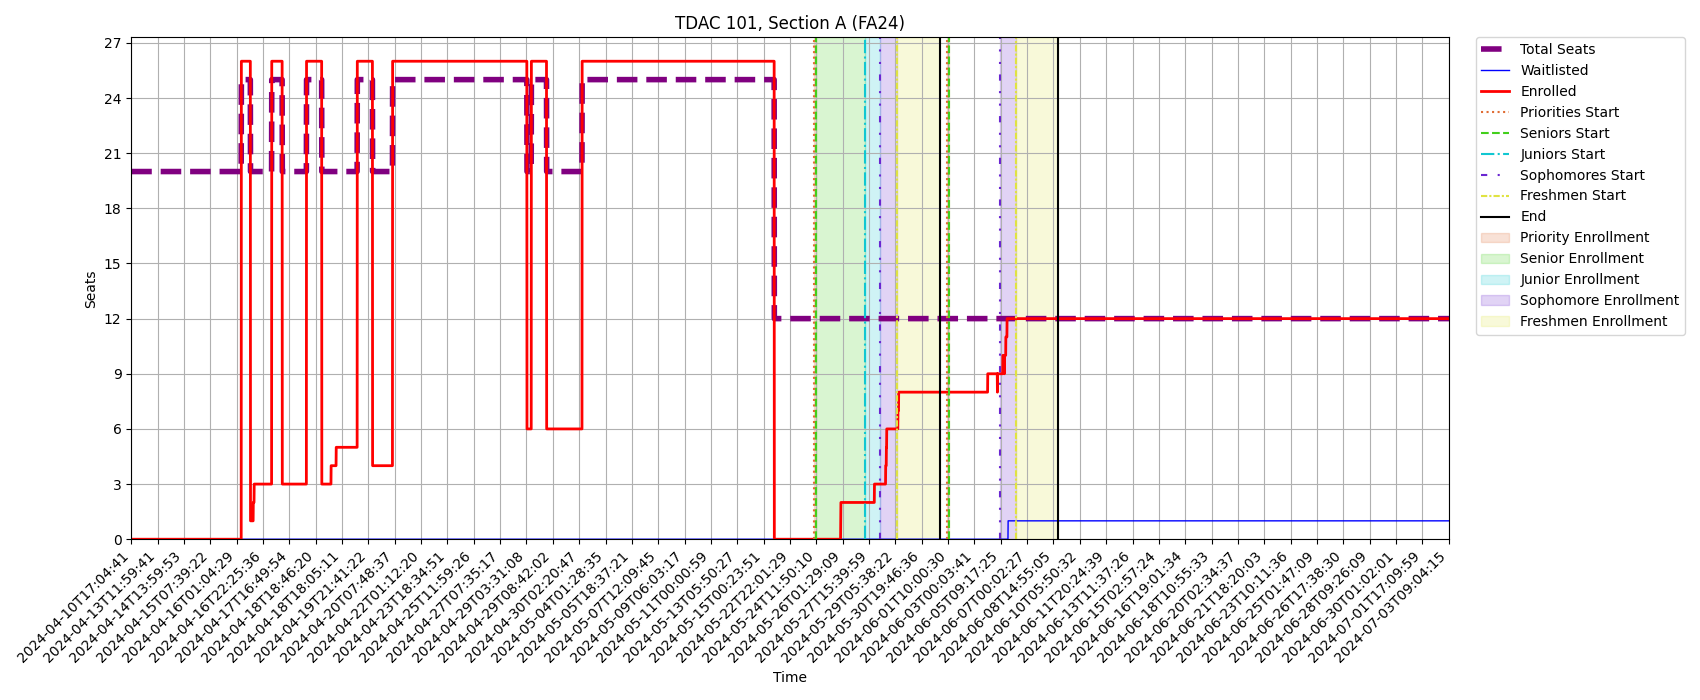 TDAC 101, Section A (FA24)
Seats
27
24
21
18
15
12
9
6
3
0
2024-04-10T17:04:41
2024-04-13T11:59:41
2024-04-14T13:59:53
2024-04-15T07:39:22
2024-04-16T01:04:29
2024-04-16T22:25:36
2024-04-17T16:49:54
2024-04-18T18:46:20
2024-04-18T18:05:11
2024-04-19T21:41:22
2024-04-20T07:48:37
2024-04-22T01:12:20
2024-04-23T18:34:51
2024-04-25T11:59:26
2024-04-27T07:35:17
2024-04-29T03:31:08
2024-04-29T08:42:02
2024-04-30T02:20:47
2024-05-04T01:28:35
2024-05-05T18:37:21
2024-05-07T12:09:45
2024-05-09T06:03:17
2024-05-11T00:00:59
2024-05-13T05:50:27
2024-05-15T00:23:51
2024-05-22T22:01:29
2024-05-24T11:50:10
2024-05-26T01:29:09
2024-05-27T15:39:59
2024-05-29T05:38:22
2024-05-30T19:46:36
2024-06-01T10:00:30
2024-06-03T00:03:41
2024-06-05T09:17:25
2024-06-07T00:02:27
2024-06-08T14:55:05
2024-06-10T05:50:32
2024-06-11T20:24:39
2024-06-13T11:37:26
2024-06-15T02:57:24
2024-06-16T19:01:34
2024-06-18T10:55:33
2024-06-20T02:34:37
2024-06-21T18:20:03
2024-06-23T10:11:36
2024-06-25T01:47:09
2024-06-26T17:38:30
2024-06-28T09:26:09
2024-06-30T01:02:01
2024-07-01T17:09:59
2024-07-03T09:04:15
Time
Total Seats
Waitlisted
Enrolled
Priorities Start
Seniors Start
Juniors Start
Sophomores Start
Freshmen Start
End
Priority Enrollment
Senior Enrollment
Junior Enrollment
Sophomore Enrollment
Freshmen Enrollment